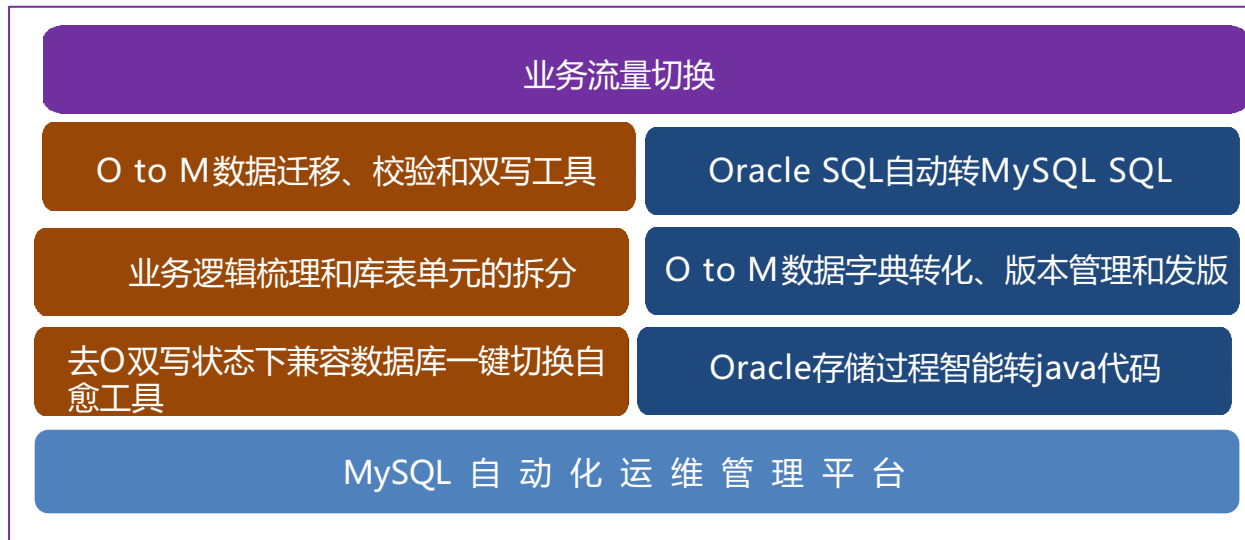 业务流量切换
O to M数据迁移、校验和双写工具
Oracle SQL自动转MySQL SQL
业务逻辑梳理和库表单元的拆分
O to M数据字典转化、版本管理和发版
去O双写状态下兼容数据库一键切换自
愈工具
Oracle存储过程智能转java代码
MySQL 自 动 化 运 维 管 理 平 台